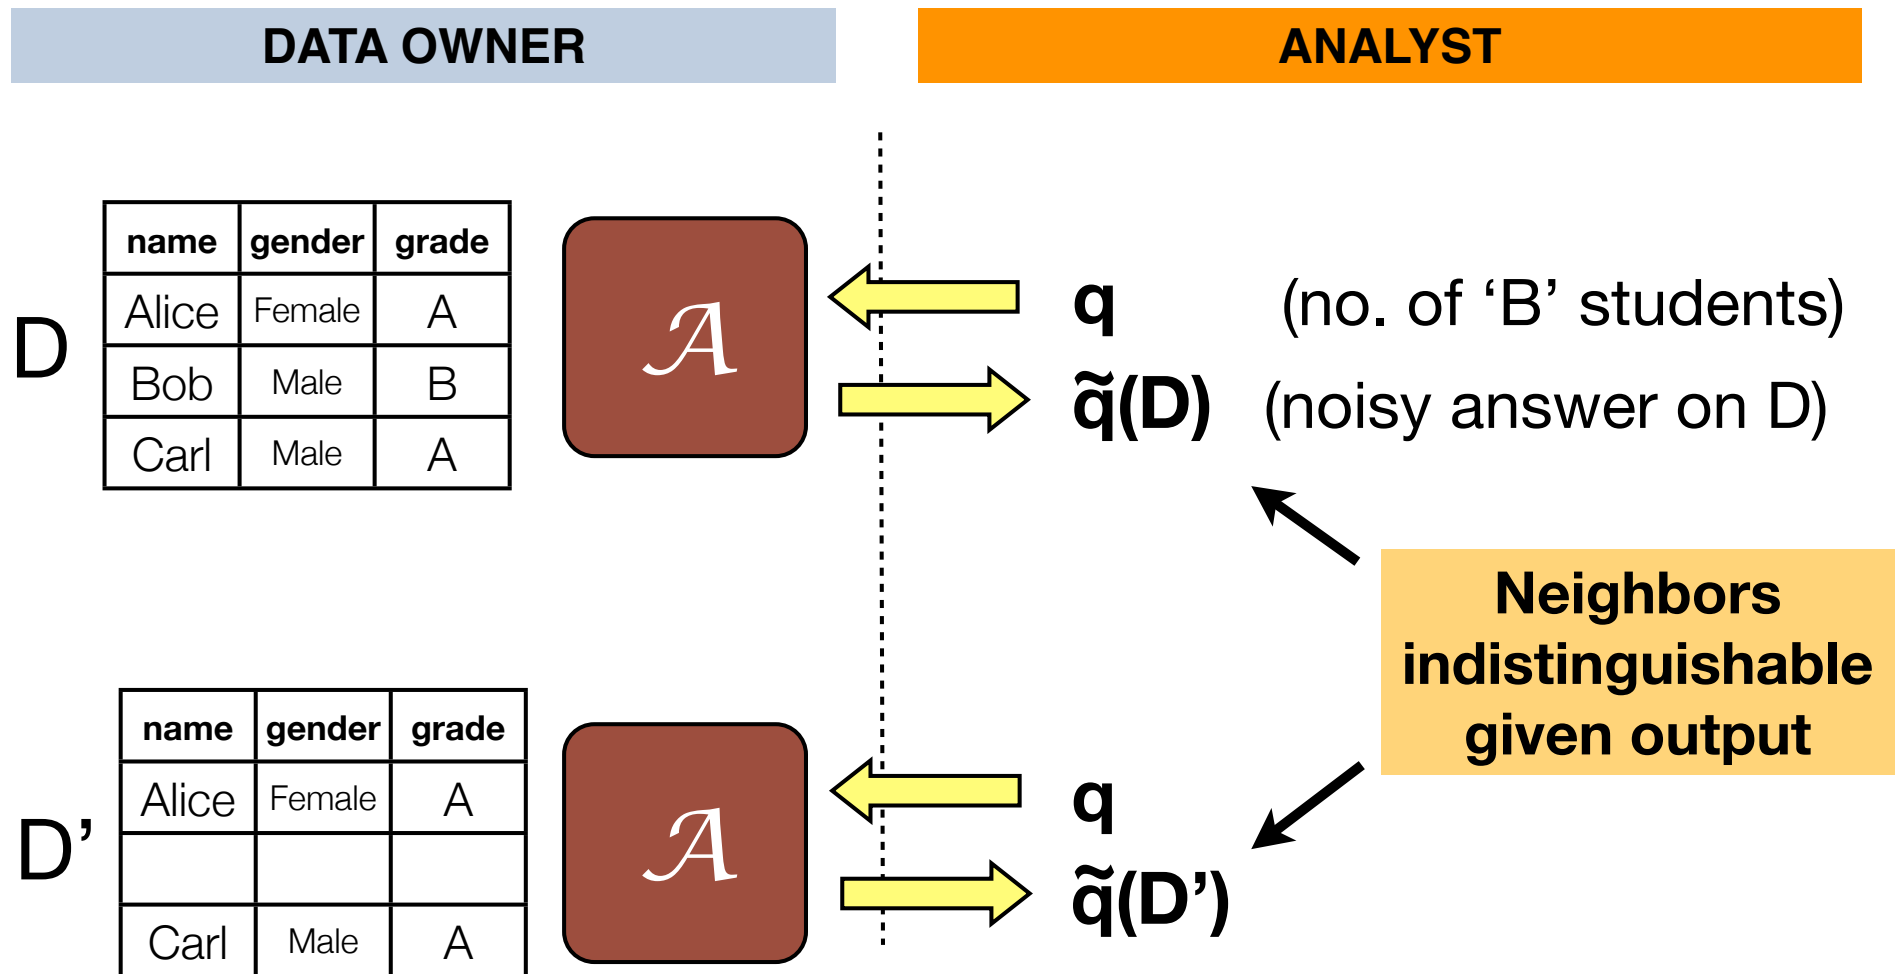 DATA OWNER
ANALYST
D
name gender grade
Alice Female A
Bob Male B
Carl Male A
𝒜
q (no. of ‘B’ students)
q̃(D) (noisy answer on D)
Neighbors
indistinguishable
given output
D’
name gender grade
Alice Female A
Carl Male A
𝒜
q
q̃(D’)